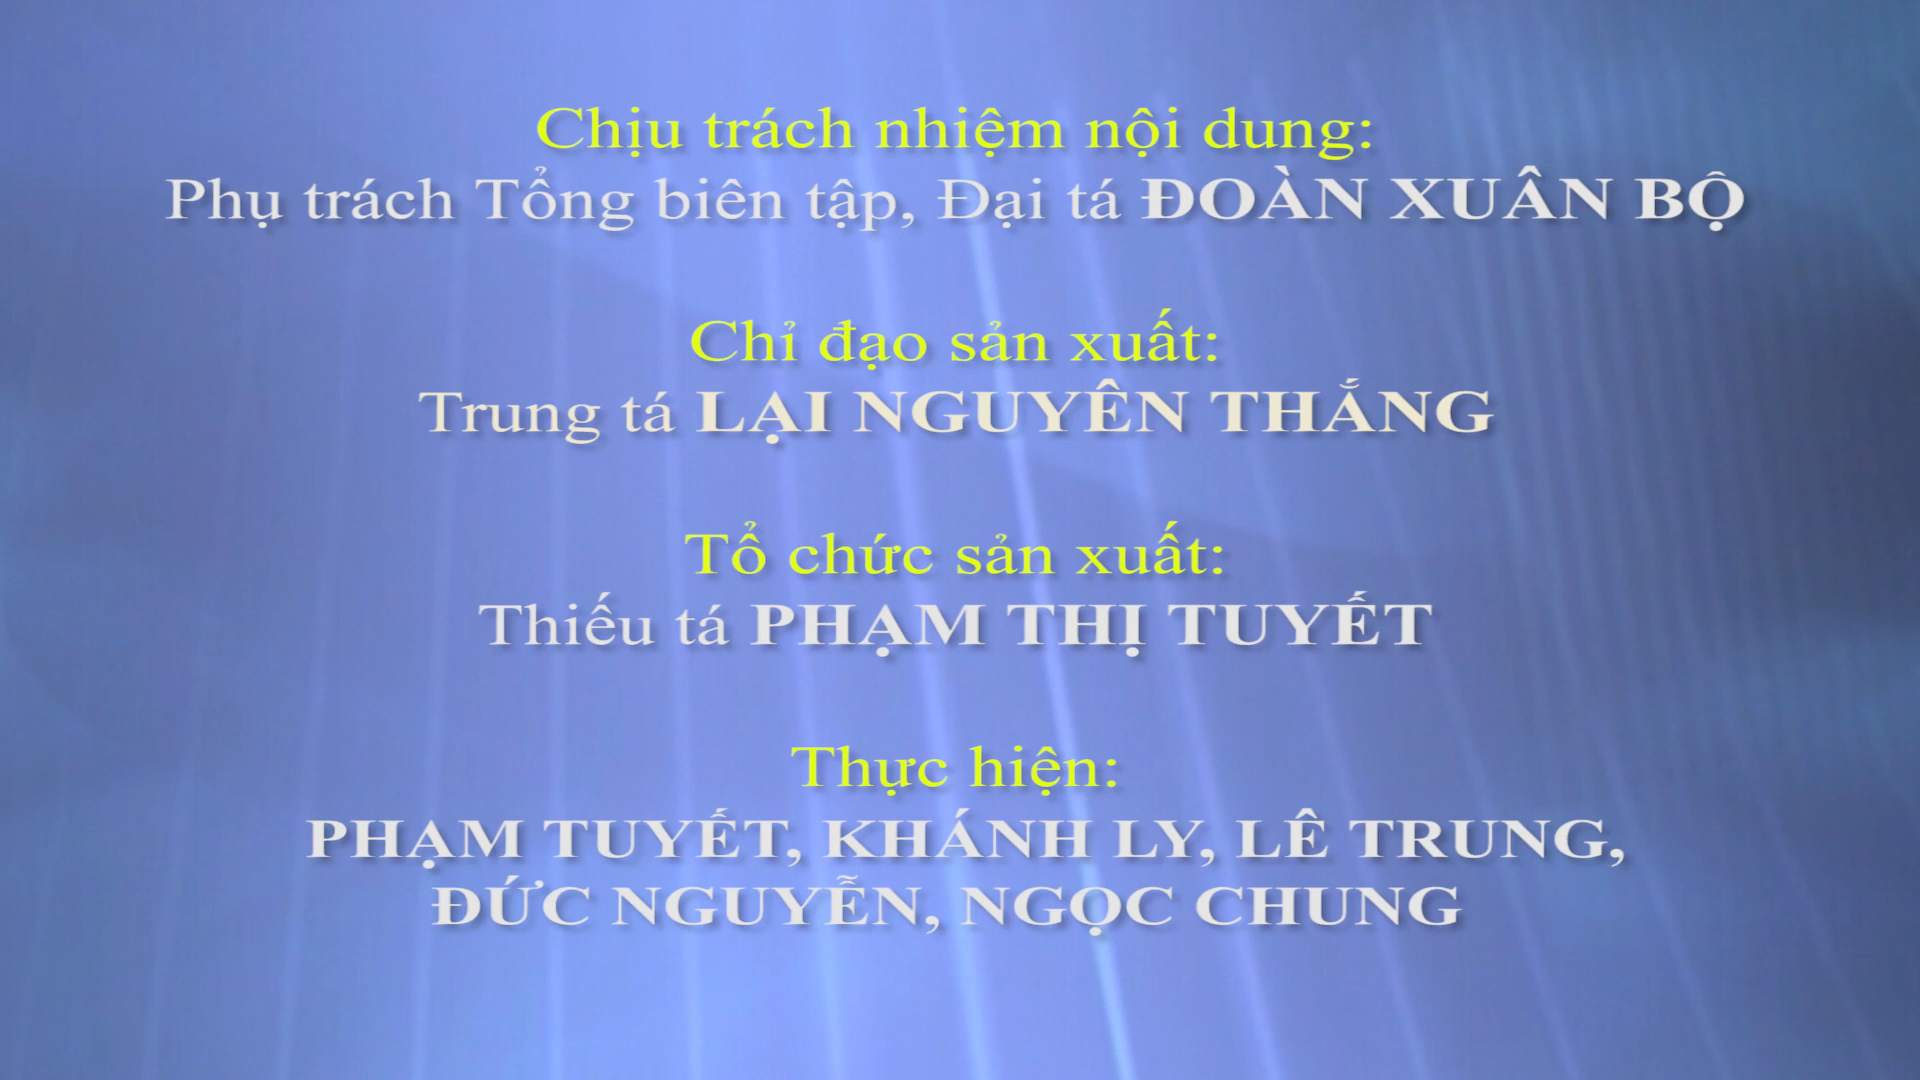 Chịu trách nhiệm nội dung:
Phụ trách Tổng biên tập, Đại tá ĐOÀN XUÂN BỘ
Chỉ đạo sản xuất:
Trung tá LẠI NGUYÊN THẮNG
Tổ chức sản xuất:
Thiếu tá PHẠM THỊ TUYẾT
Thực hiện:
PHẠM TUYẾT, KHÁNH LY, LÊ TRUNG,
ĐỨC NGUYỄN, NGỌC CHUNG